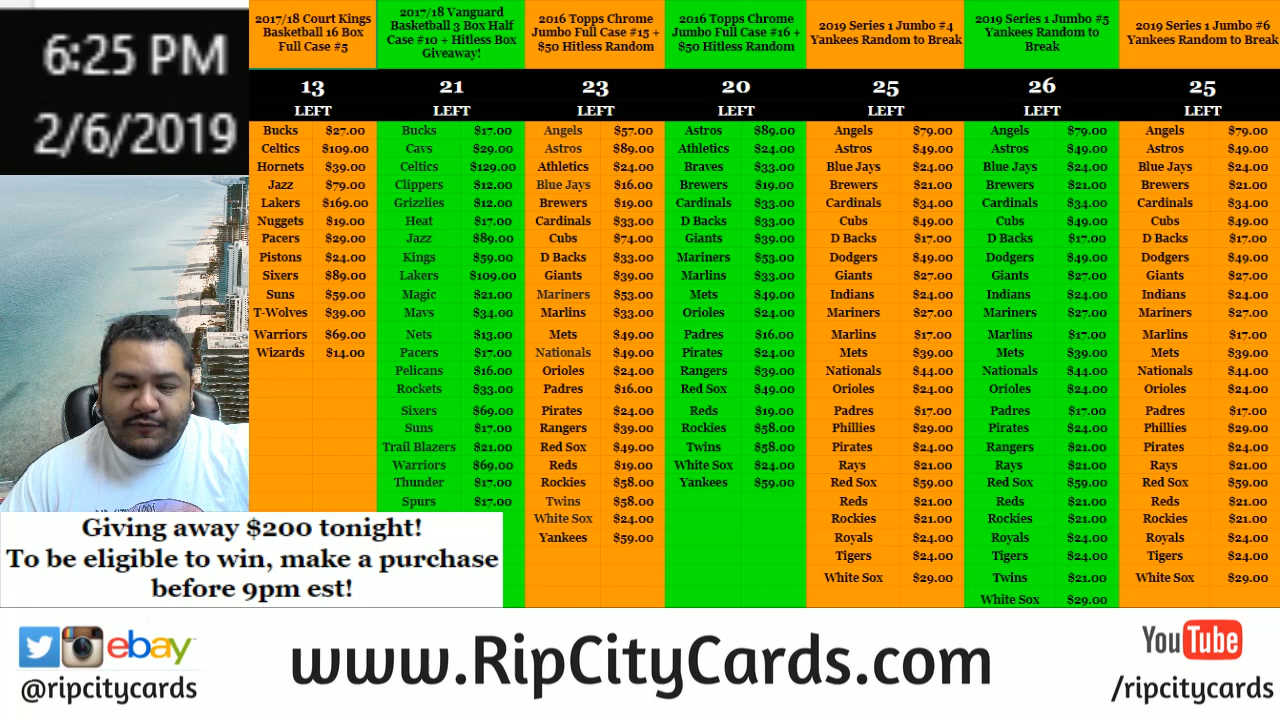 6:25 PM
2/6/2019
2017/18 Court Kings Basketball 16 Box Full Case #5
13
LEFT
Bucks $27.00
Celtics $109.00
Hornets $39.00
Jazz $79.00
Lakers $169.00
Nuggets $19.00
Pacers $29.00
Pistons $24.00
Sixers $89.00
Suns $59.00
T-Wolves $39.00
Warriors $69.00
Wizards $14.00
2017/18 Vanguard Basketball 3 Box Half Case #10 + Hitless Box Giveaway!
21
LEFT
Bucks $17.00
Cavs $29.00
Celtics $129.00
Clippers $12.00
Grizzlies $12.00
Heat $17.00
Jazz $89.00
Kings $59.00
Lakers $109.00
Magic $21.00
Mavs $34.00
Nets $13.00
Pacers $17.00
Pelicans $16.00
Rockets $33.00
Sixers $69.00
Suns $17.00
Trail Blazers $21.00
Warriors $69.00
Thunder $17.00
Spurs $17.00
2016 Topps Chrome Jumbo Full Case #15 + $50 Hitless Random
23
LEFT
Angels $57.00
Astros $89.00
Athletics $24.00
Blue Jays $16.00
Brewers $19.00
Cardinals $33.00
Cubs $74.00
D Backs $33.00
Giants $39.00
Mariners $53.00
Marlins $33.00
Mets $49.00
Nationals $49.00
Orioles $24.00
Padres $16.00
Pirates $24.00
Rangers $39.00
Red Sox $49.00
Reds $19.00
Rockies $58.00
Twins $58.00
White Sox $24.00
Yankees $59.00
2016 Topps Chrome Jumbo Full Case #16 + $50 Hitless Random
20
LEFT
Astros $89.00
Athletics $24.00
Braves $33.00
Brewers $19.00
Cardinals $33.00
D Backs $33.00
Giants $39.00
Mariners $53.00
Marlins $33.00
Mets $49.00
Orioles $24.00
Padres $16.00
Pirates $24.00
Rangers $39.00
Red Sox $49.00
Reds $19.00
Rockies $58.00
Twins $58.00
White Sox $24.00
Yankees $59.00
2019 Series 1 Jumbo #4 Yankees Random to Break
25
LEFT
Angels $79.00
Astros $49.00
Blue Jays $24.00
Brewers $21.00
Cardinals $34.00
Cubs $49.00
D Backs $17.00
Dodgers $49.00
Giants $27.00
Indians $24.00
Mariners $27.00
Marlins $17.00
Mets $39.00
Nationals $44.00
Orioles $24.00
Padres $17.00
Phillies $29.00
Pirates $24.00
Rays $21.00
Red Sox $59.00
Reds $21.00
Rockies $21.00
Royals $24.00
Tigers $24.00
White Sox $29.00
2019 Series 1 Jumbo #5 Yankees Random to Break
26
LEFT
Angels $79.00
Astros $49.00
Blue Jays $24.00
Brewers $21.00
Cardinals $34.00
Cubs $49.00
D Backs $17.00
Dodgers $49.00
Giants $27.00
Indians $24.00
Mariners $27.00
Marlins $17.00
Mets $39.00
Nationals $44.00
Orioles $24.00
Padres $17.00
Pirates $24.00
Rangers $21.00
Rays $21.00
Red Sox $59.00
Reds $21.00
Rockies $21.00
Royals $24.00
Tigers $24.00
Twins $21.00
White Sox $29.00
2019 Series 1 Jumbo #6 Yankees Random to Break
25
LEFT
Angels $79.00
Astros $49.00
Blue Jays $24.00
Brewers $21.00
Cardinals $34.00
Cubs $49.00
D Backs $17.00
Dodgers $49.00
Giants $27.00
Indians $24.00
Mariners $27.00
Marlins $17.00
Mets $39.00
Nationals $44.00
Orioles $24.00
Padres $17.00
Phillies $29.00
Pirates $24.00
Rays $21.00
Red Sox $59.00
Reds $21.00
Rockies $21.00
Royals $24.00
Tigers $24.00
White Sox $29.00
Giving away $200 tonight!
To be eligible to win, make a purchase
before 9pm est!
ebay
@ripcitycards
www.RipCityCards.com
YouTube
/ripcitycards